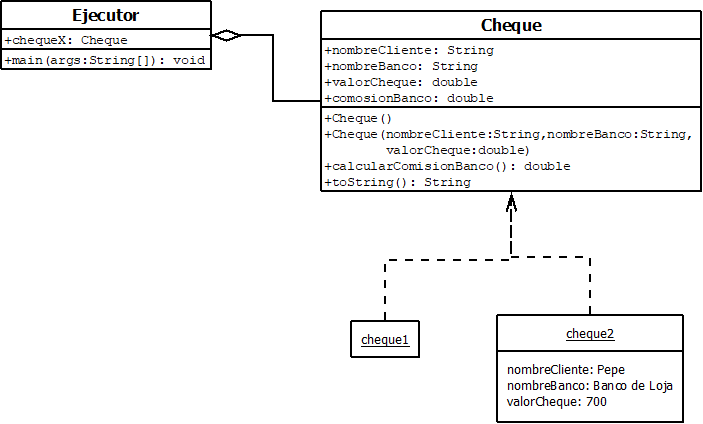 Ejecutor
+chequeX: Cheque
+main(args:String[]): void
Cheque
+nombreCliente: String
+nombreBanco: String
+valorCheque: double
+comosionBanco: double
+Cheque()
+Cheque(nombreCliente:String,nombreBanco:String,
valorCheque:double)
+calcularComisionBanco(): double
+toString(): String
cheque1
cheque2
nombreCliente: Pepe
nombreBanco: Banco de Loja
valorCheque: 700